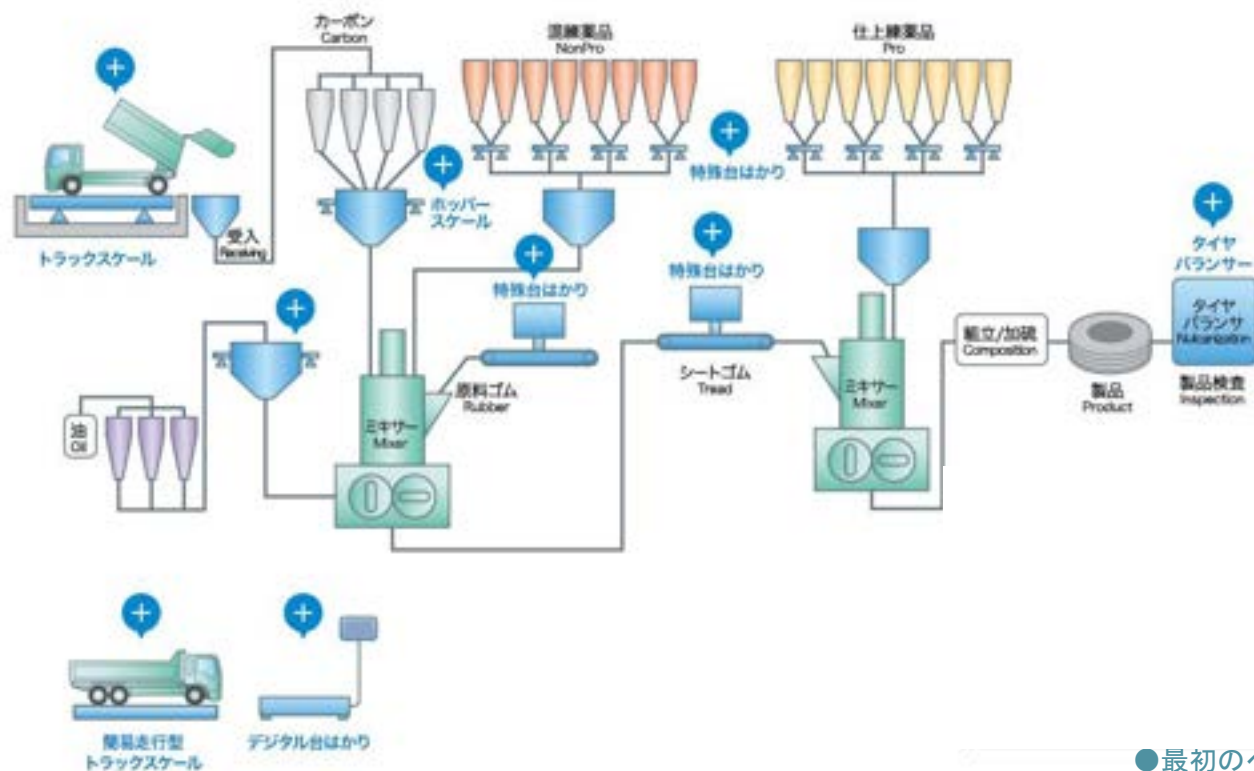 カーボン
Carbon
混練薬品
NonPro
仕上練薬品
Pro
特殊台はかり
ホッパー
スケール
受入
Receiving
トラックスケール
特殊台はかり
特殊台はかり
タイヤ
バランサー
タイヤ
バランサ
組立/加硫
Composition
シートゴム
Tread
原料ゴム
Rubber
ミキサー
Mixer
ミキサー
Mixer
製品
Product
製品検査
Inspection
油
Oil
簡易走行型
トラックスケール
デジタル台はかり
●最初の